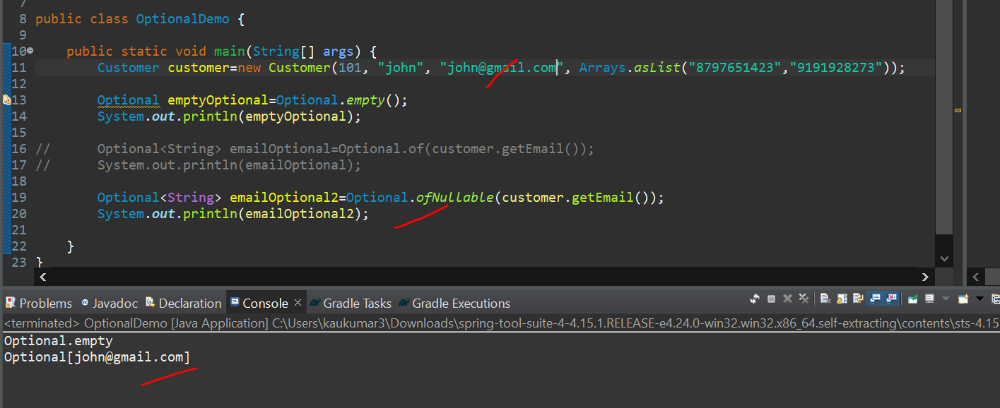 7
8 public class OptionalDemo {
9
10 public static void main(String[] args) {
11 Customer customer=new Customer(101, "john", "john@gmail.com", Arrays.asList("8797651423","9191928273"));
12
13 Optional emptyOptional=Optional.empty();
14 System.out.println(emptyOptional);
15
16 // Optional<String> emailOptional=Optional.of(customer.getEmail());
17 // System.out.println(emailOptional);
18
19 Optional<String> emailOptional2=Optional.ofNullable(customer.getEmail());
20 System.out.println(emailOptional2);
21
22 }
23 }
Problems @ Javadoc Declaration Console Gradle Tasks Gradle Executions
<terminated> OptionalDemo [Java Application] C:\Users\kaukumar3\Downloads\spring-tool-suite-4-4.15.1.RELEASE-e4.24.0-win32.win32.x86_64.self-extracting\contents\sts-4.15
Optional.empty
Optional[john@gmail.com]